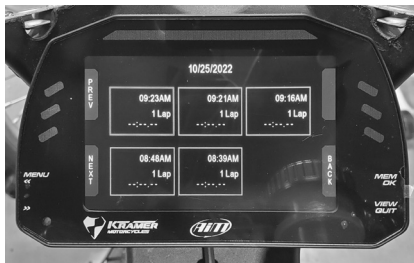 10/25/2022
PREV
09:23AM
1 Lap
--:--.--
09:21AM
1 Lap
--:--.--
09:16AM
1 Lap
--:--.--
NEXT
08:48AM
1 Lap
--:--.--
08:39AM
1 Lap
--:--.--
BACK
MENU
<<
>>
MEM
OK
VIEW
QUIT
KRAMER
MOTORCYCLES
AiM